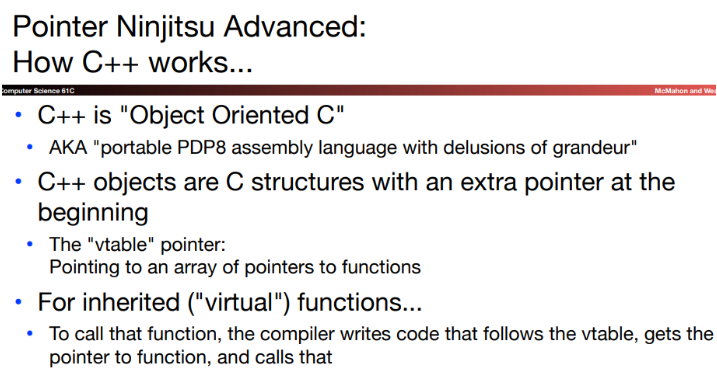 Pointer Ninjitsu Advanced:
How C++ works...
Computer Science 61C
McMahon and Wea
• C++ is "Object Oriented C"
• AKA "portable PDP8 assembly language with delusions of grandeur"
• C++ objects are C structures with an extra pointer at the
beginning
• The "vtable" pointer:
Pointing to an array of pointers to functions
• For inherited ("virtual") functions...
• To call that function, the compiler writes code that follows the vtable, gets the
pointer to function, and calls that